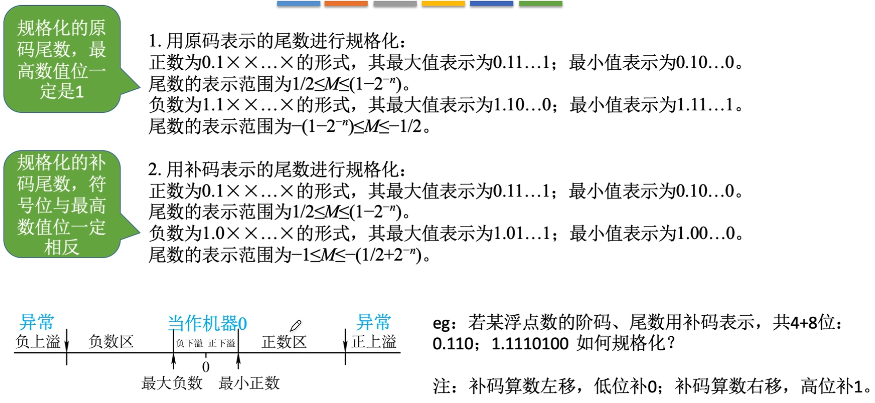 规格化的原
码尾数，最
高数值位一
定是1
1. 用原码表示的尾数进行规格化：
正数为0.1××…×的形式，其最大值表示为0.11…1；最小值表示为0.10…0。
尾数的表示范围为1/2≤M≤(1−2⁻ⁿ)。
负数为1.1××…×的形式，其最大值表示为1.10…0；最小值表示为1.11…1。
尾数的表示范围为−(1−2⁻ⁿ)≤M≤−1/2。
规格化的补
码尾数，符
号位与最高
数值位一定
相反
2. 用补码表示的尾数进行规格化：
正数为0.1××…×的形式，其最大值表示为0.11…1；最小值表示为0.10…0。
尾数的表示范围为1/2≤M≤(1−2⁻ⁿ)。
负数为1.0××…×的形式，其最大值表示为1.01…1；最小值表示为1.00…0。
尾数的表示范围为−1≤M≤−(1/2+2⁻ⁿ)。
异常 当作机器0 异常
负上溢 负数区 负下溢 正下溢 正数区 正上溢
0
最大负数 最小正数
eg：若某浮点数的阶码、尾数用补码表示，共4+8位：
0.110；1.1110100 如何规格化？
注：补码算数左移，低位补0；补码算数右移，高位补1。